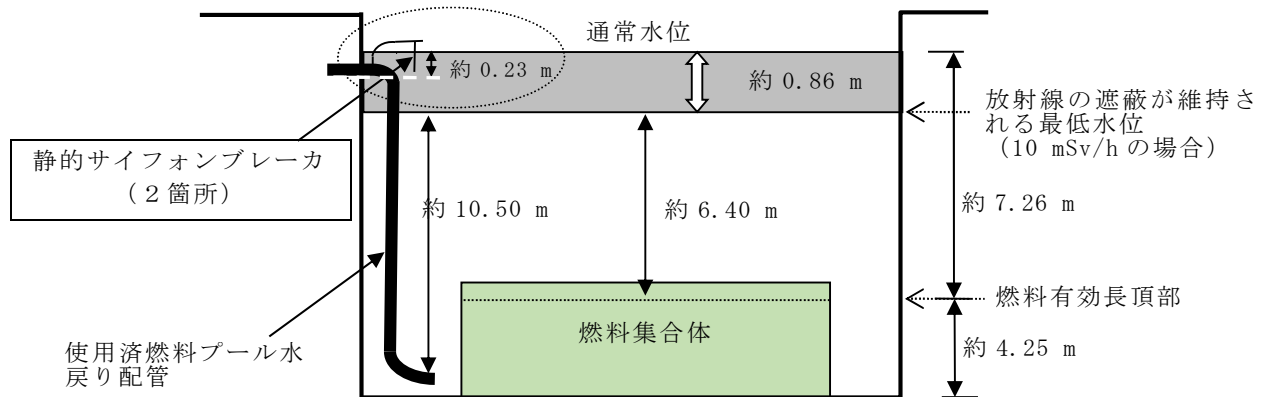 通常水位
約 0.23 m
約 0.86 m
放射線の遮蔽が維持さ
れる最低水位
（10 mSv/h の場合）
静的サイフォンブレーカ
（２箇所）
約 10.50 m
約 6.40 m
約 7.26 m
燃料有効長頂部
燃料集合体
使用済燃料プール水
戻り配管
約 4.25 m